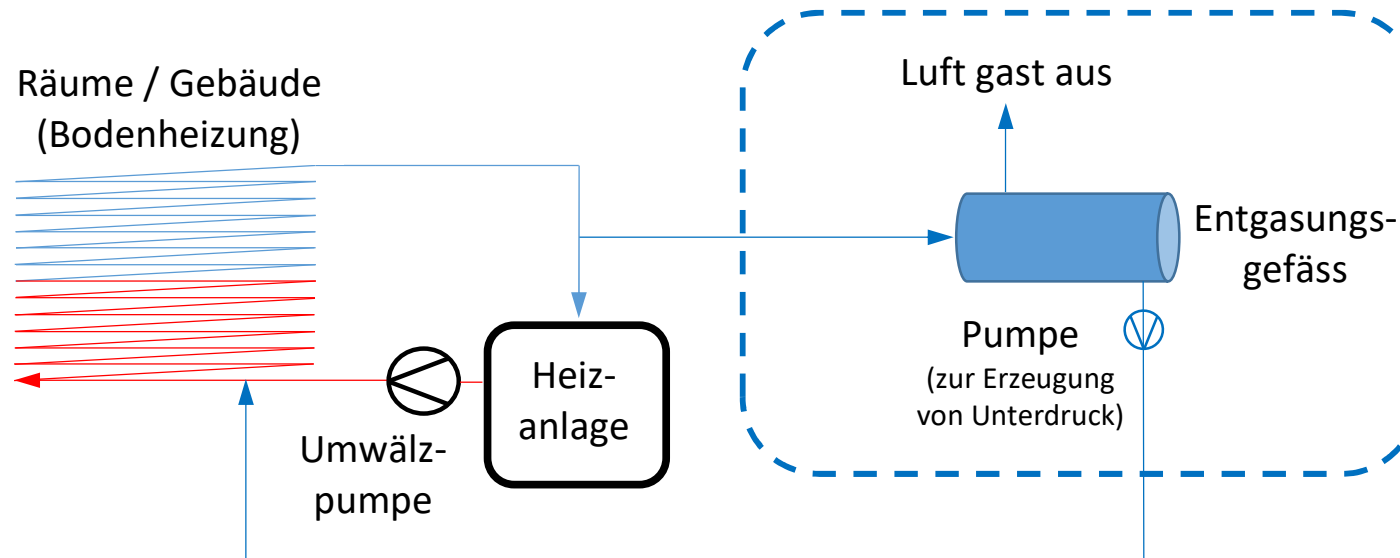 Räume / Gebäude
(Bodenheizung)
Luft gast aus
Entgasungs-
gefäss
Pumpe
(zur Erzeugung
von Unterdruck)
Heiz-
anlage
Umwälz-
pumpe